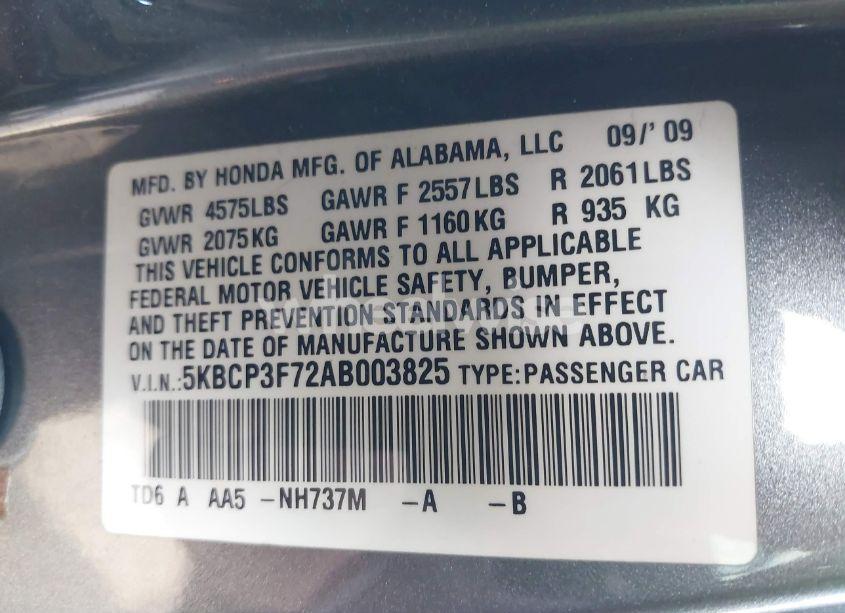 MFD. BY HONDA MFG. OF ALABAMA, LLC 09/'09
GVWR 4575LBS GAWR F 2557LBS R 2061LBS
GVWR 2075KG GAWR F 1160KG R 935 KG
THIS VEHICLE CONFORMS TO ALL APPLICABLE
FEDERAL MOTOR VEHICLE SAFETY, BUMPER,
AND THEFT PREVENTION STANDARDS IN EFFECT
ON THE DATE OF MANUFACTURE SHOWN ABOVE.
V.I.N.:5KBCP3F72AB003825 TYPE:PASSENGER CAR
TD6 A AA5 -NH737M -A -B